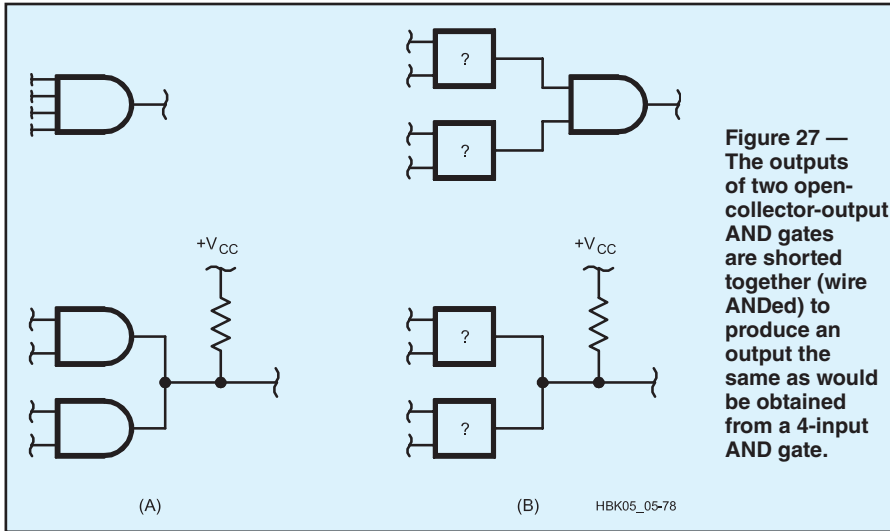 ?
?
+VCC
+VCC
?
?
(A)
(B)
HBK05_05-78
Figure 27 —
The outputs
of two open-
collector-output
AND gates
are shorted
together (wire
ANDed) to
produce an
output the
same as would
be obtained
from a 4-input
AND gate.